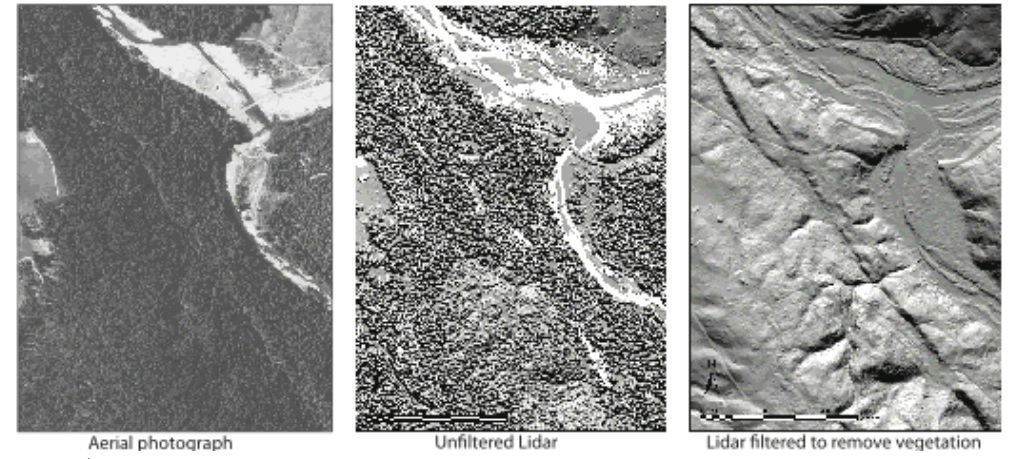 Aerial photograph
Unfiltered Lidar
Lidar filtered to remove vegetation